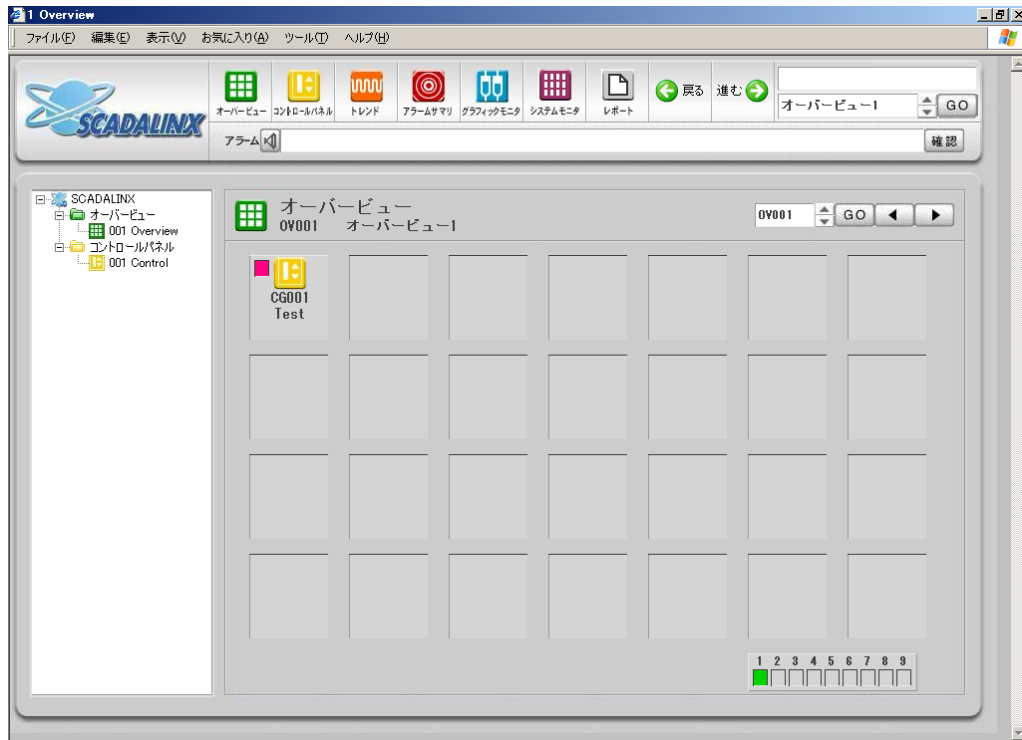 1 Overview
ファイル(F) 編集(E) 表示(V) お気に入り(A) ツール(T) ヘルプ(H)
SCADALINX
オーバービュー コントロールパネル トレンド アラームサマリ グラフィックモニタ システムモニタ レポート
戻る 進む
オーバービュー1 GO
アラーム 確認
SCADALINX
オーバービュー
001 Overview
コントロールパネル
001 Control
オーバービュー
OV001 オーバービュー1
OV001 GO
CG001
Test
1 2 3 4 5 6 7 8 9